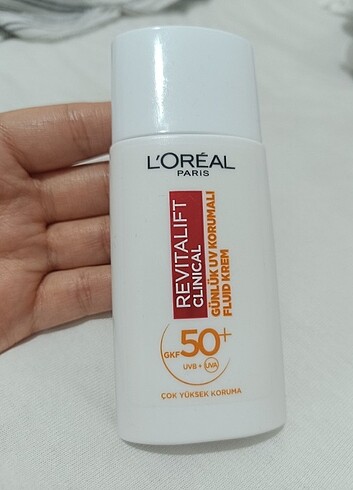 L'ORÉAL
PARIS
REVITALIFT
CLINICAL
GÜNLÜK UV KORUMALI
FLUID KREM
GKF 50+
UVB + UVA
ÇOK YÜKSEK KORUMA